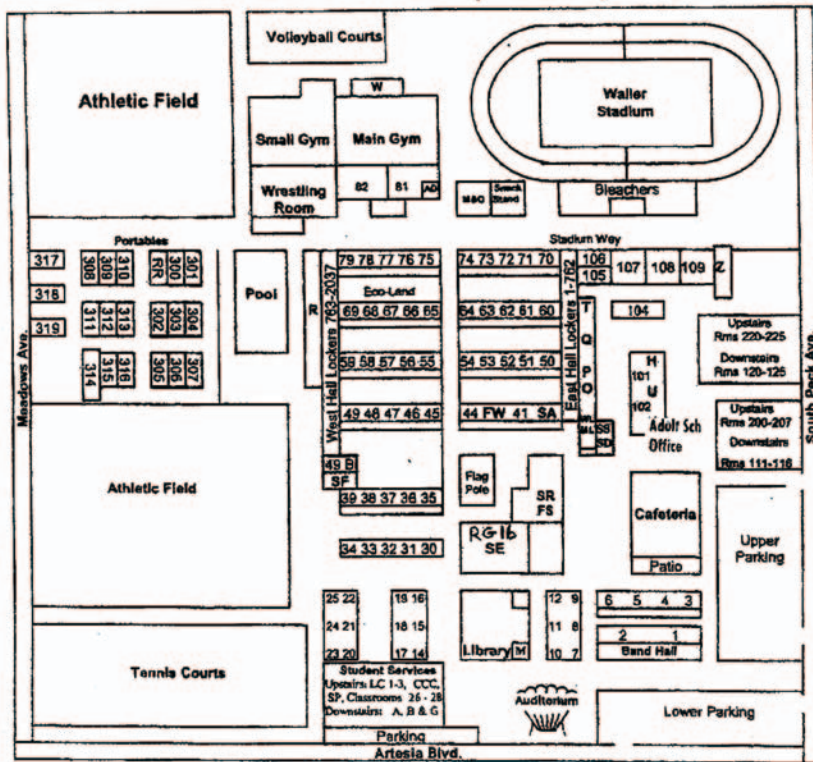 Volleyball Courts
Athletic Field
Waller
Stadium
W
Small Gym
Main Gym
Wrestling
Room
82
81
AD
M&O
Snack
Stand
Bleachers
Portables
Stadium Wey
317
308
309
310
RR
300
301
318
319
311
312
313
302
303
304
314
315
316
305
306
307
Pool
R
West Hall Lockers 763-2037
79 78 77 76 75
Eco-Land
69 68 67 66 65
59 58 57 56 55
49 48 47 46 45
49 B
SF
39 38 37 36 35
34 33 32 31 30
74 73 72 71 70
64 63 62 61 60
54 53 52 51 50
44 FW 41 SA
East Hall Lockers 1-762
106
105
107
108
109
Z
T
Q
P O
ML
SS
SD
104
H
101
U
102
Adult Sch
Office
Upstairs
Rms 220-225
Downstairs
Rms 120-125
Upstairs
Rms 200-207
Downstairs
Rms 111-116
Meadows Ave.
South Peck Ave.
Athletic Field
Flag
Pole
SR
FS
RG16
SE
Cafeteria
Patio
Upper
Parking
25 22
24 21
23 20
19 16
18 15
17 14
Library
M
12 9
11 8
10 7
6 5 4 3
2 1
Band Hall
Tennis Courts
Student Services
Upstairs: LC 1-3, CCC,
SP, Classrooms 26 - 28
Downstairs: A, B & G
Parking
Auditorium
Lower Parking
Artesia Blvd.